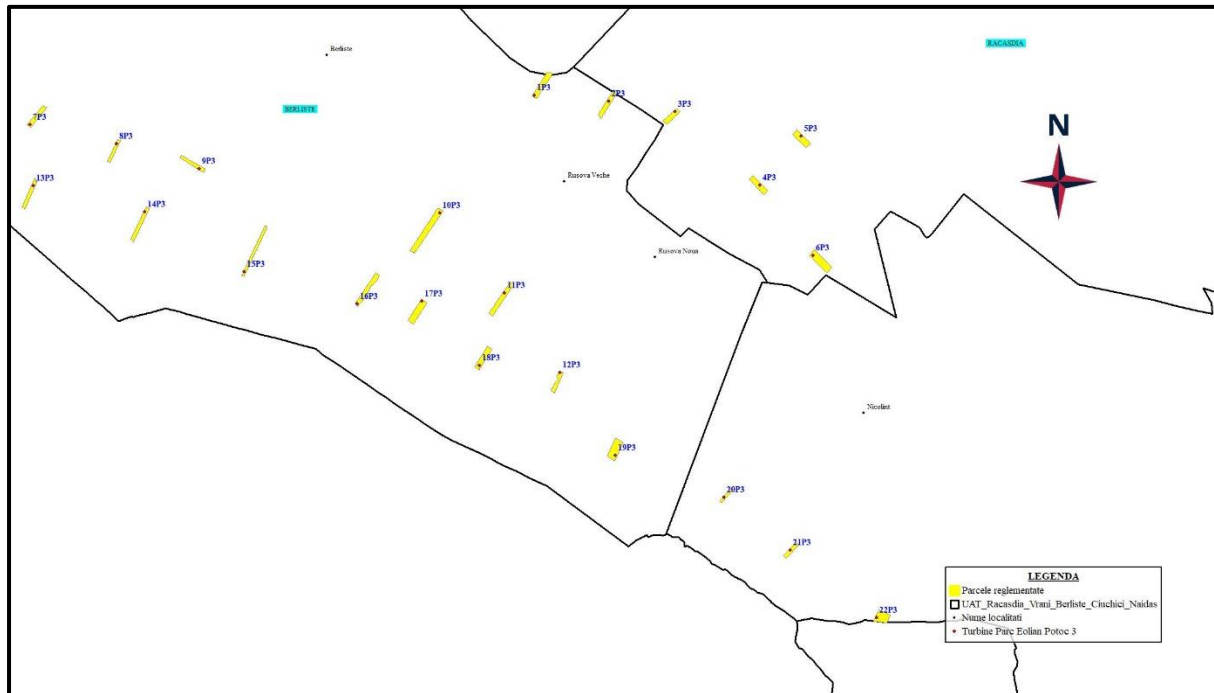 RACASDIA
Berliste
N
1P3
2P3
3P3
BERLISTE
7P3
5P3
8P3
9P3
Rusova Veche
13P3
4P3
14P3
10P3
6P3
Rusova Noua
15P3
11P3
16P3
17P3
18P3
12P3
Nicolint
19P3
20P3
21P3
LEGENDA
Parcele reglementate
UAT_Racasdia_Vrani_Berliste_Ciuchici_Naidas
22P3
Nume localitati
Turbine Parc Eolian Potoc 3